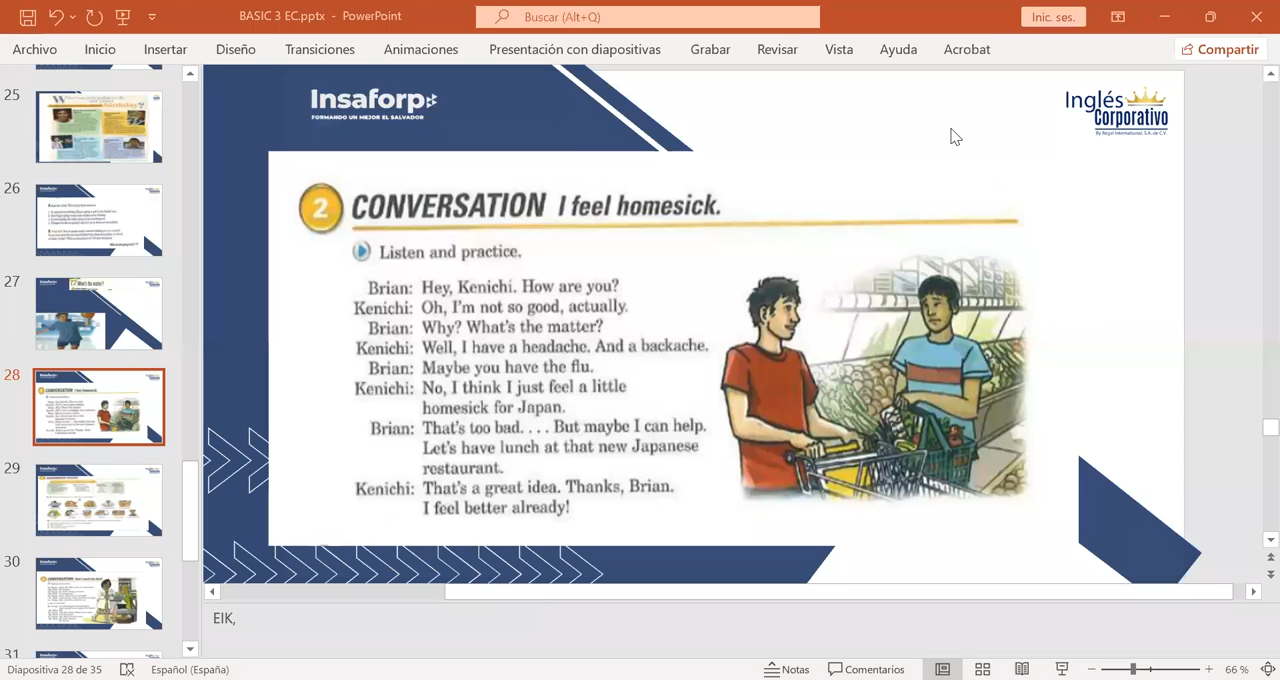 BASIC 3 EC.pptx - PowerPoint
Buscar (Alt+Q)
Inic. ses.
Archivo
Inicio
Insertar
Diseño
Transiciones
Animaciones
Presentación con diapositivas
Grabar
Revisar
Vista
Ayuda
Acrobat
Compartir
25
26
27
28
29
30
31
Insaforp
FORMANDO UN MEJOR EL SALVADOR
Inglés
Corporativo
By Regal International, S.A. de C.V.
2 CONVERSATION I feel homesick.
Listen and practice.
Brian: Hey, Kenichi. How are you?
Kenichi: Oh, I'm not so good, actually.
Brian: Why? What's the matter?
Kenichi: Well, I have a headache. And a backache.
Brian: Maybe you have the flu.
Kenichi: No, I think I just feel a little
homesick for Japan.
Brian: That's too bad. . . . But maybe I can help.
Let's have lunch at that new Japanese
restaurant.
Kenichi: That's a great idea. Thanks, Brian.
I feel better already!
EIK,
Diapositiva 28 de 35
Español (España)
Notas
Comentarios
66 %